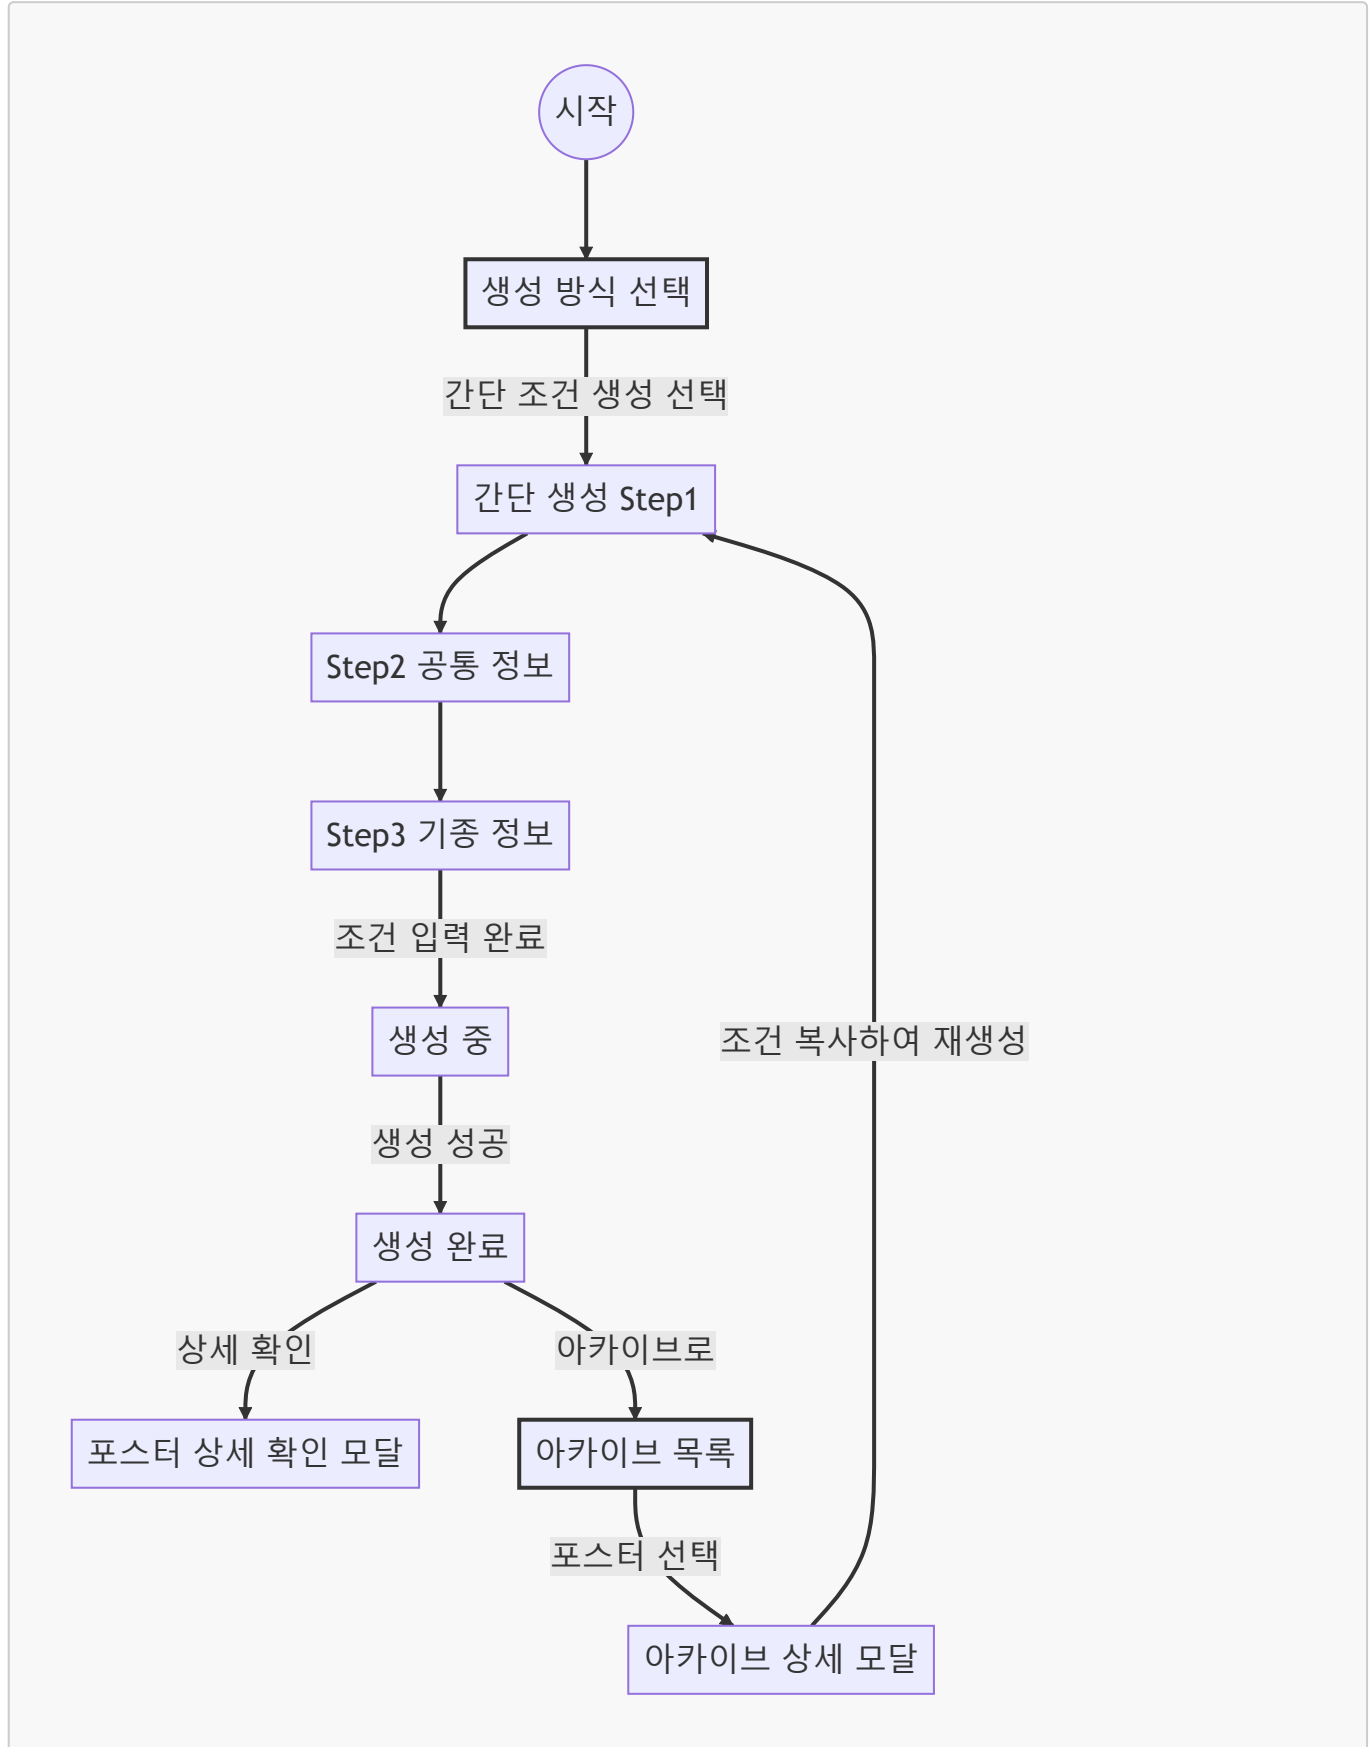 시작
생성 방식 선택
간단 조건 생성 선택
간단 생성 Step1
Step2 공통 정보
Step3 기종 정보
조건 입력 완료
생성 중
조건 복사하여 재생성
생성 성공
생성 완료
상세 확인
아카이브로
포스터 상세 확인 모달
아카이브 목록
포스터 선택
아카이브 상세 모달